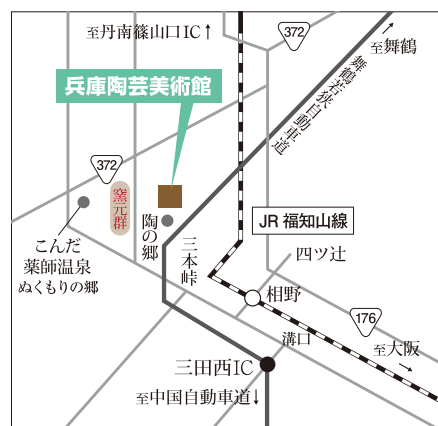 至丹南篠山口IC↑
372
至舞鶴
兵庫陶芸美術館
舞鶴若狭自動車道
372
窯元群
陶の郷
こんだ
薬師温泉
ぬくもりの郷
三本峠
JR 福知山線
四ツ辻
相野
176
溝口
至大阪
三田西IC
至中国自動車道↓